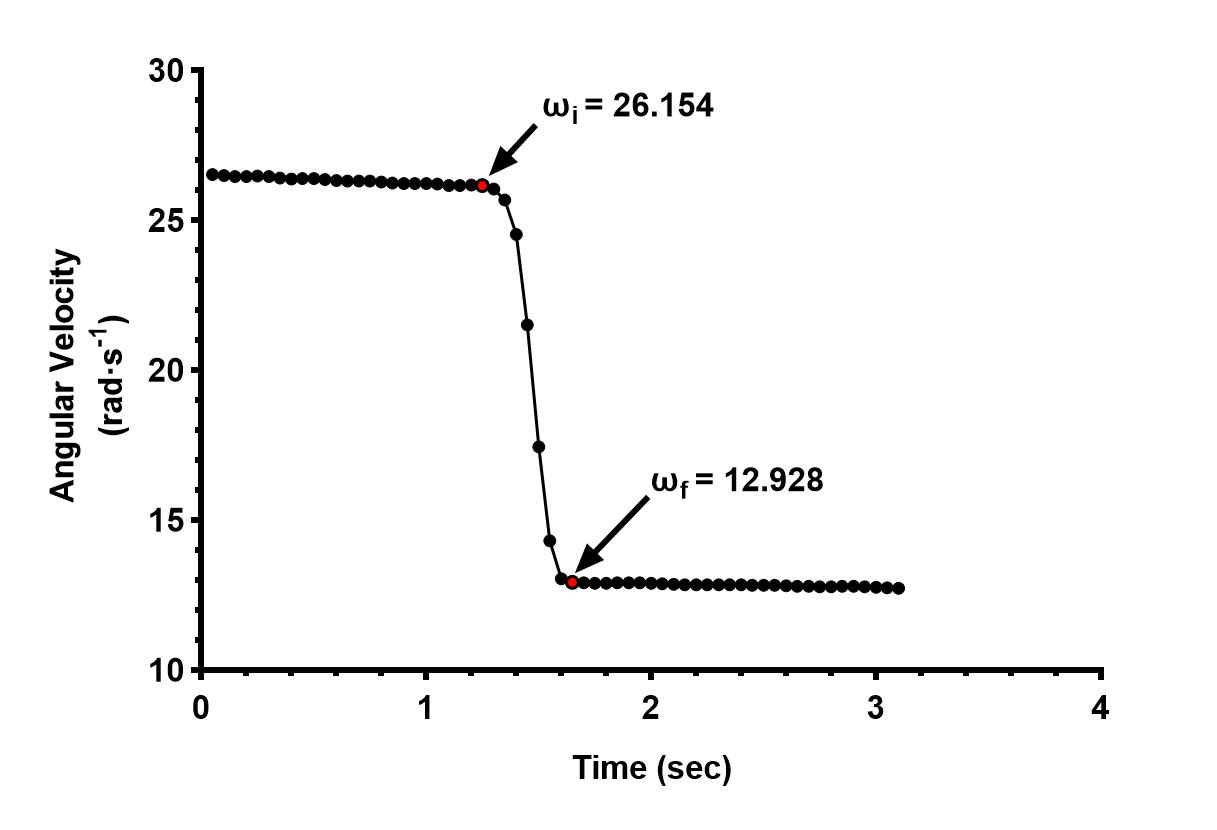 30
ωi = 26.154
25
Angular Velocity
(rad·s-1)
20
ωf = 12.928
15
10
0 1 2 3 4
Time (sec)